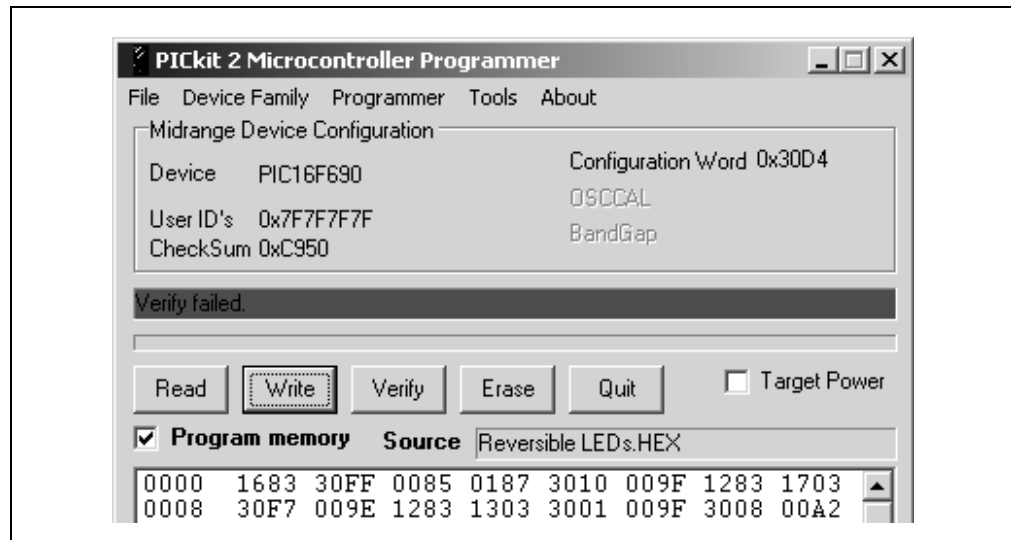 PICkit 2 Microcontroller Programmer
File Device Family Programmer Tools About
Midrange Device Configuration
Device PIC16F690
Configuration Word 0x30D4
OSCCAL
User ID's 0x7F7F7F7F
BandGap
CheckSum 0xC950
Verify failed.
Read Write Verify Erase Quit Target Power
Program memory Source Reversible LEDs.HEX
0000 1683 30FF 0085 0187 3010 009F 1283 1703
0008 30F7 009E 1283 1303 3001 009F 3008 00A2